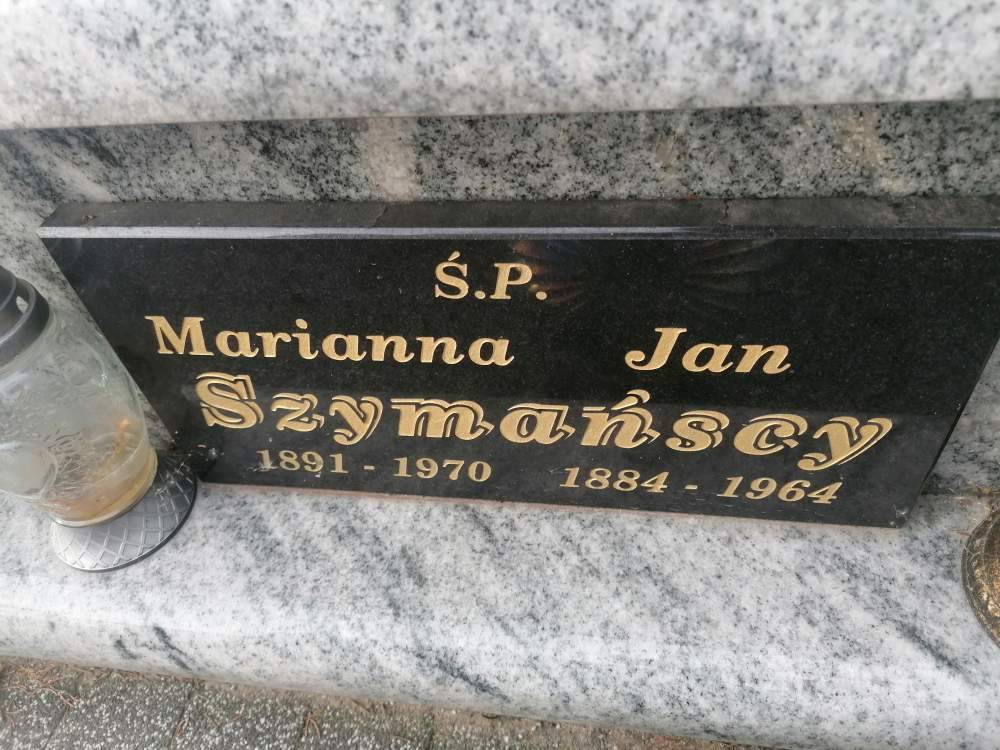 Ś.P.
Marianna Jan
Szymańscy
1891 - 1970 1884 - 1964